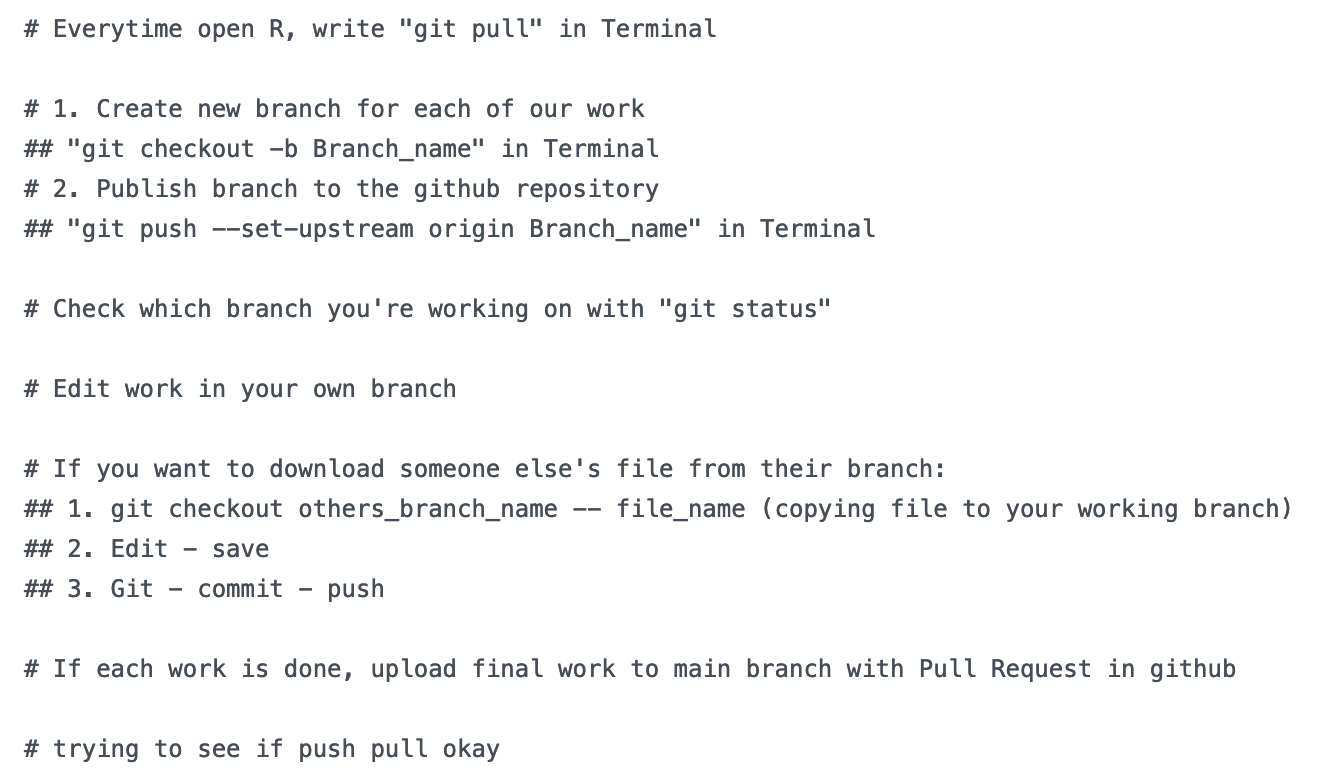 # Everytime open R, write "git pull" in Terminal
# 1. Create new branch for each of our work
## "git checkout -b Branch_name" in Terminal
# 2. Publish branch to the github repository
## "git push --set-upstream origin Branch_name" in Terminal
# Check which branch you're working on with "git status"
# Edit work in your own branch
# If you want to download someone else's file from their branch:
## 1. git checkout others_branch_name -- file_name (copying file to your working branch)
## 2. Edit - save
## 3. Git - commit - push
# If each work is done, upload final work to main branch with Pull Request in github
# trying to see if push pull okay